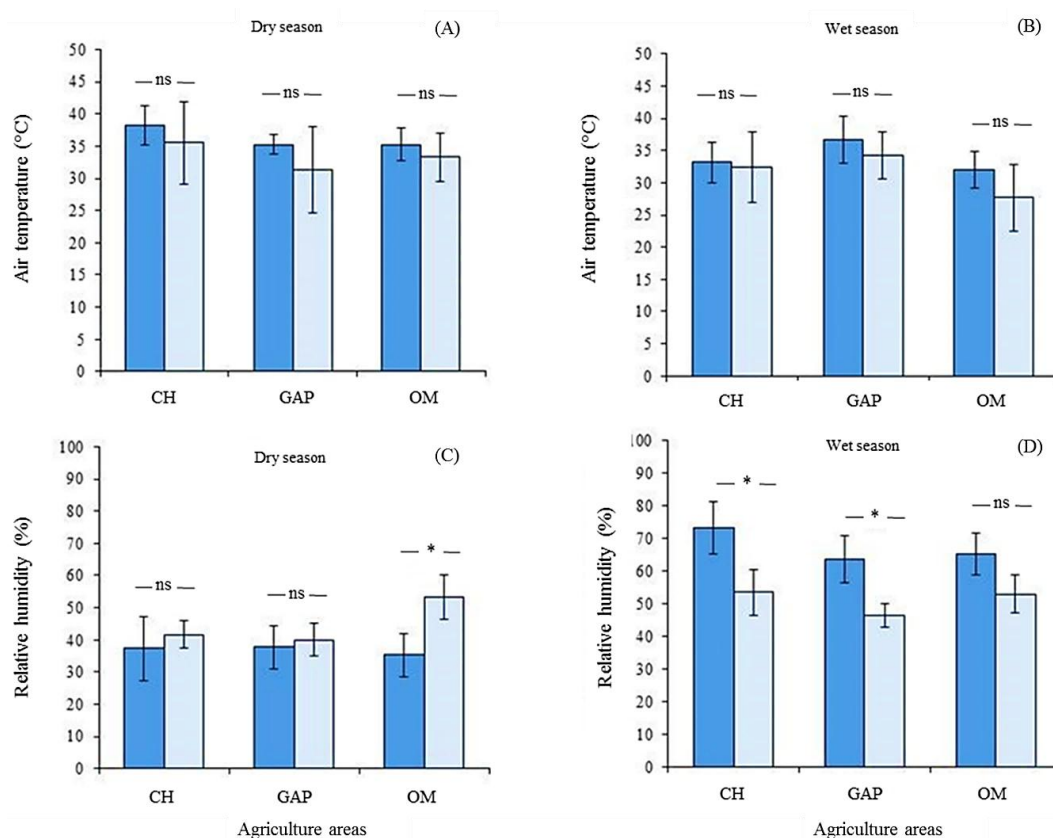 Dry season (A)
50
45
40
35
30
25
20
15
10
5
0
Air temperature (°C)
ns
ns
ns
CH GAP OM
Wet season (B)
50
45
40
35
30
25
20
15
10
5
0
Air temperature (°C)
ns
ns
ns
CH GAP OM
Dry season (C)
100
90
80
70
60
50
40
30
20
10
0
Relative humidity (%)
ns
ns
*
CH GAP OM
Agriculture areas
Wet season (D)
100
90
80
70
60
50
40
30
20
10
0
Relative humidity (%)
*
*
ns
CH GAP OM
Agriculture areas